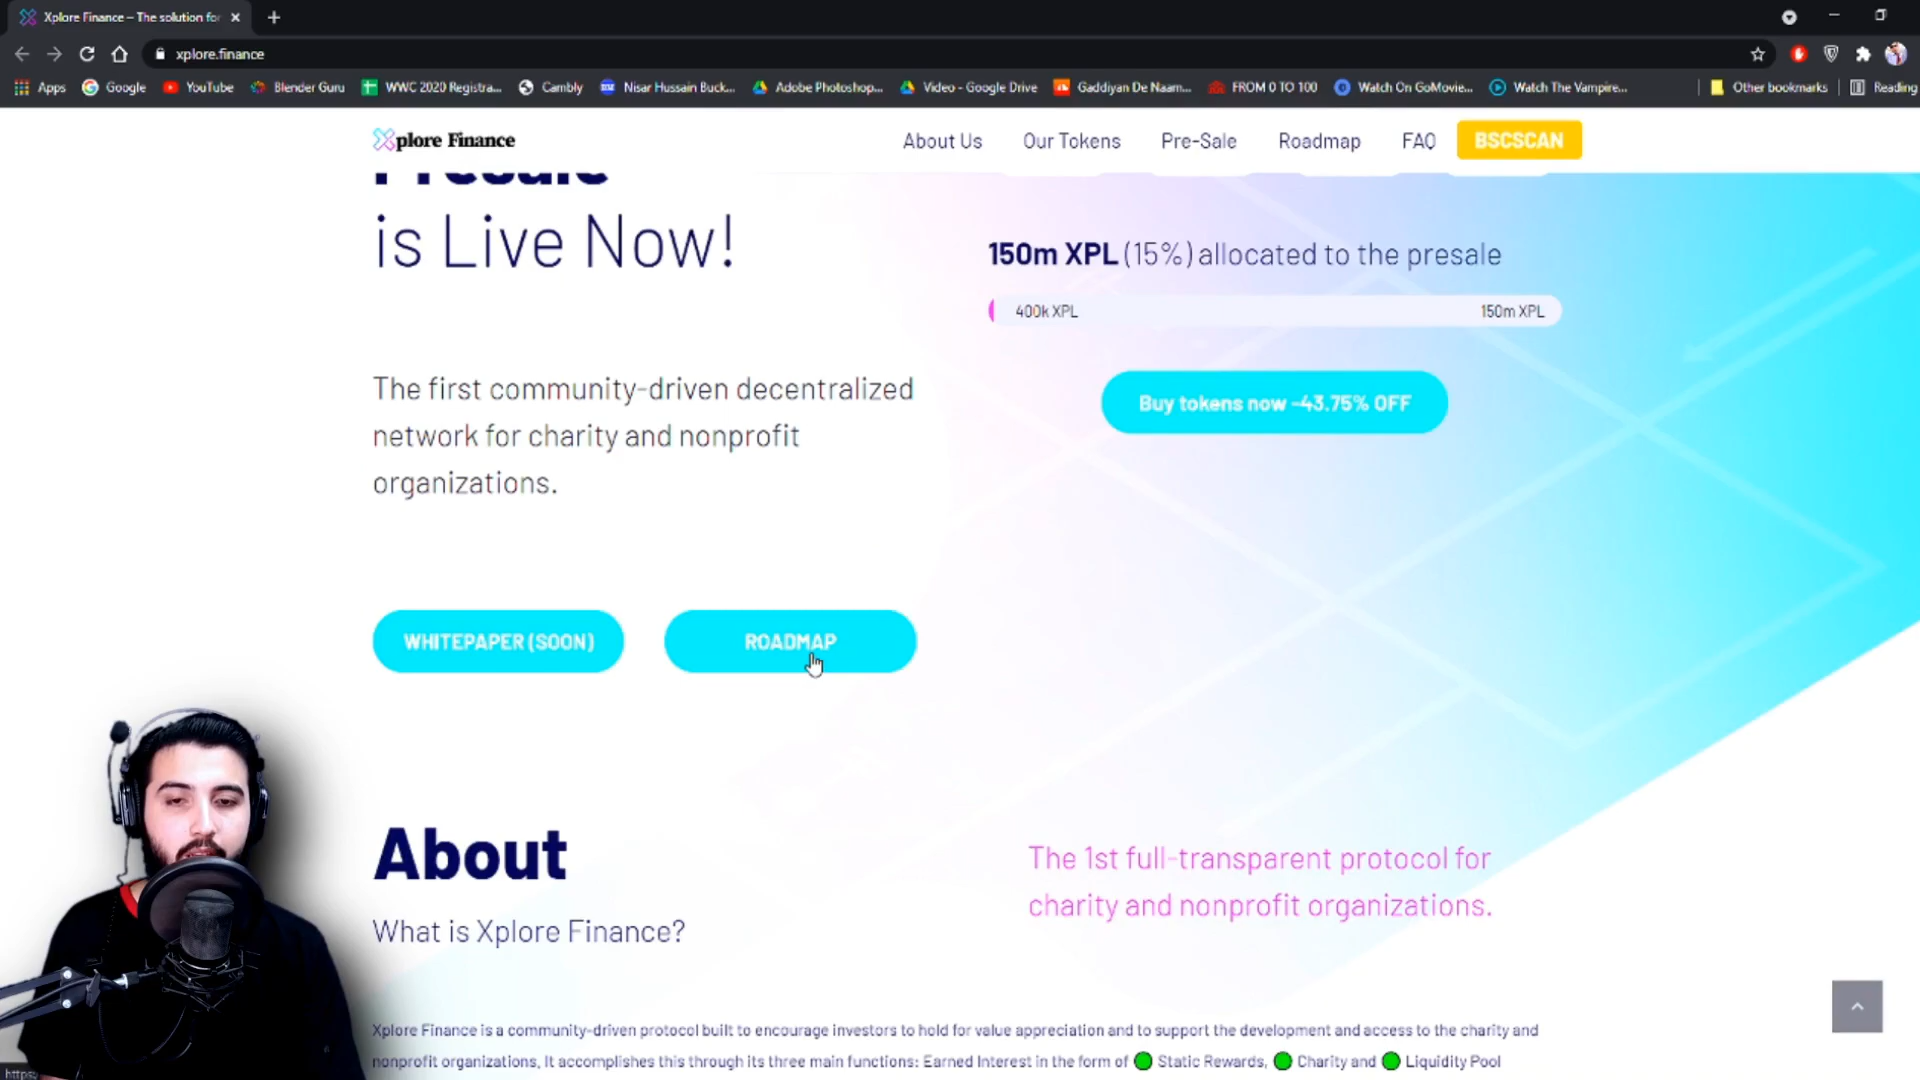 Xplore Finance – The solution for
xplore.finance
Apps
Google
YouTube
Blender Guru
WWC 2020 Registra...
Cambly
Nisar Hussain Buck...
Adobe Photoshop...
Video - Google Drive
Gaddiyan De Naam...
FROM 0 TO 100
Watch On GoMovie...
Watch The Vampire...
Other bookmarks
Reading
Xplore Finance
About Us
Our Tokens
Pre-Sale
Roadmap
FAQ
BSCSCAN
Presale
is Live Now!
150m XPL (15%) allocated to the presale
400k XPL
150m XPL
Buy tokens now -43.75% OFF
The first community-driven decentralized
network for charity and nonprofit
organizations.
WHITEPAPER (SOON)
ROADMAP
About
What is Xplore Finance?
The 1st full-transparent protocol for
charity and nonprofit organizations.
Xplore Finance is a community-driven protocol built to encourage investors to hold for value appreciation and to support the development and access to the charity and
nonprofit organizations, It accomplishes this through its three main functions: Earned Interest in the form of 🟢 Static Rewards, 🟢 Charity and 🟢 Liquidity Pool